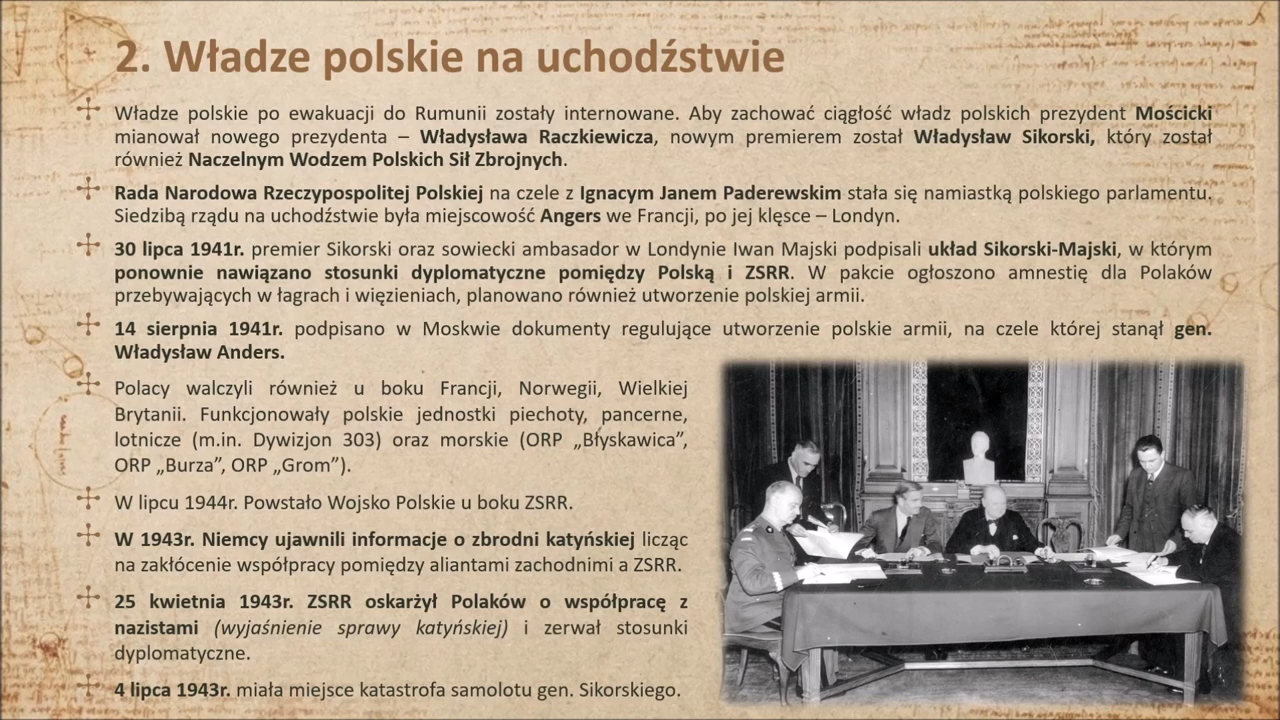 2. Władze polskie na uchodźstwie
Władze polskie po ewakuacji do Rumunii zostały internowane. Aby zachować ciągłość władz polskich prezydent Mościcki
mianował nowego prezydenta – Władysława Raczkiewicza, nowym premierem został Władysław Sikorski, który został
również Naczelnym Wodzem Polskich Sił Zbrojnych.
Rada Narodowa Rzeczypospolitej Polskiej na czele z Ignacym Janem Paderewskim stała się namiastką polskiego parlamentu.
Siedzibą rządu na uchodźstwie była miejscowość Angers we Francji, po jej klęsce – Londyn.
30 lipca 1941r. premier Sikorski oraz sowiecki ambasador w Londynie Iwan Majski podpisali układ Sikorski-Majski, w którym
ponownie nawiązano stosunki dyplomatyczne pomiędzy Polską i ZSRR. W pakcie ogłoszono amnestię dla Polaków
przebywających w łagrach i więzieniach, planowano również utworzenie polskiej armii.
14 sierpnia 1941r. podpisano w Moskwie dokumenty regulujące utworzenie polskie armii, na czele której stanął gen.
Władysław Anders.
Polacy walczyli również u boku Francji, Norwegii, Wielkiej
Brytanii. Funkcjonowały polskie jednostki piechoty, pancerne,
lotnicze (m.in. Dywizjon 303) oraz morskie (ORP „Błyskawica”,
ORP „Burza”, ORP „Grom”).
W lipcu 1944r. Powstało Wojsko Polskie u boku ZSRR.
W 1943r. Niemcy ujawnili informacje o zbrodni katyńskiej licząc
na zakłócenie współpracy pomiędzy aliantami zachodnimi a ZSRR.
25 kwietnia 1943r. ZSRR oskarżył Polaków o współpracę z
nazistami (wyjaśnienie sprawy katyńskiej) i zerwał stosunki
dyplomatyczne.
4 lipca 1943r. miała miejsce katastrofa samolotu gen. Sikorskiego.